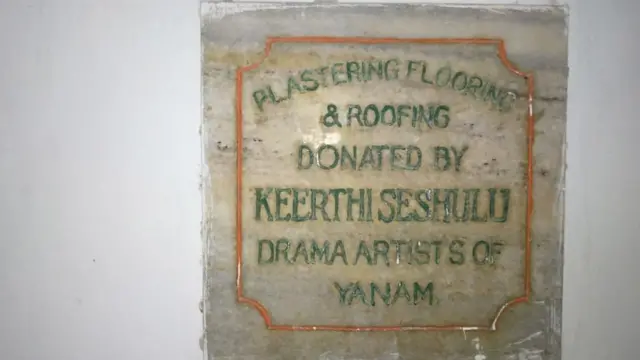 PLASTERING FLOORING
& ROOFING
DONATED BY
KEERTHI SESHULU
DRAMA ARTISTS OF
YANAM.